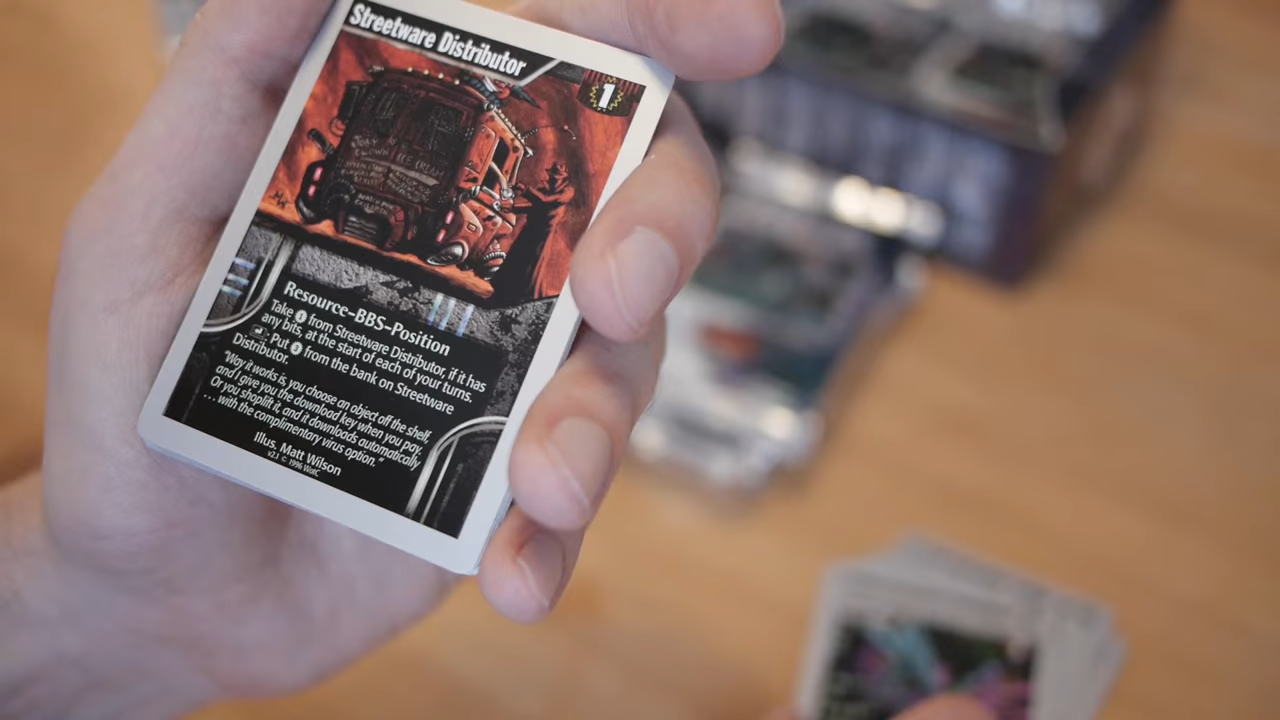 Streetware Distributor
1
Resource–BBS–Position
Take 1 from Streetware Distributor, if it has
any bits, at the start of each of your turns.
: Put 3 from the bank on Streetware
Distributor.
"Way it works is, you choose an object off the shelf,
and I give you the download key when you pay.
Or you shoplift it, and it downloads automatically
. . . with the complimentary virus option."
Illus. Matt Wilson
v2.1 © 1996 WotC